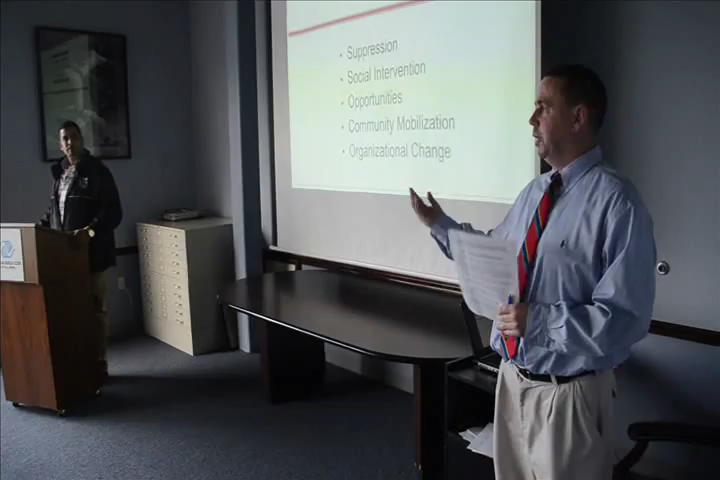 • Suppression
• Social Intervention
• Opportunities
• Community Mobilization
• Organizational Change